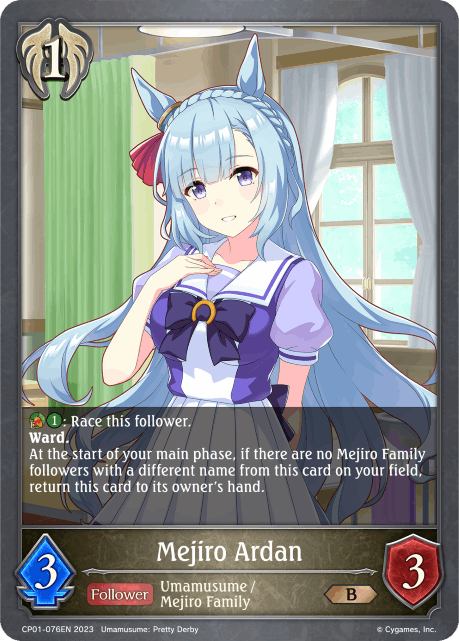 1
1: Race this follower.
Ward.
At the start of your main phase, if there are no Mejiro Family
followers with a different name from this card on your field,
return this card to its owner's hand.
Mejiro Ardan
3
Follower
Umamusume /
Mejiro Family
B
3
CP01-076EN 2023 Umamusume: Pretty Derby
© Cygames, Inc.